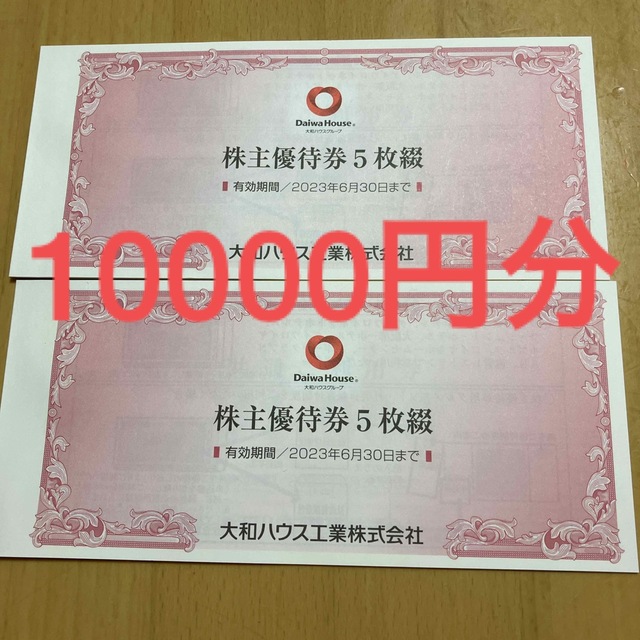 Daiwa House®
大和ハウスグループ
株主優待券5枚綴
有効期間/2023年6月30日まで
大和ハウス工業株式会社
10000円分
Daiwa House®
大和ハウスグループ
株主優待券5枚綴
有効期間/2023年6月30日まで
大和ハウス工業株式会社